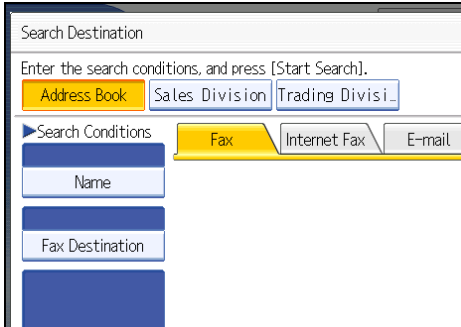 Search Destination
Enter the search conditions, and press [Start Search].
Address Book Sales Division Trading Divisi...
▶Search Conditions Fax Internet Fax E-mail
Name
Fax Destination